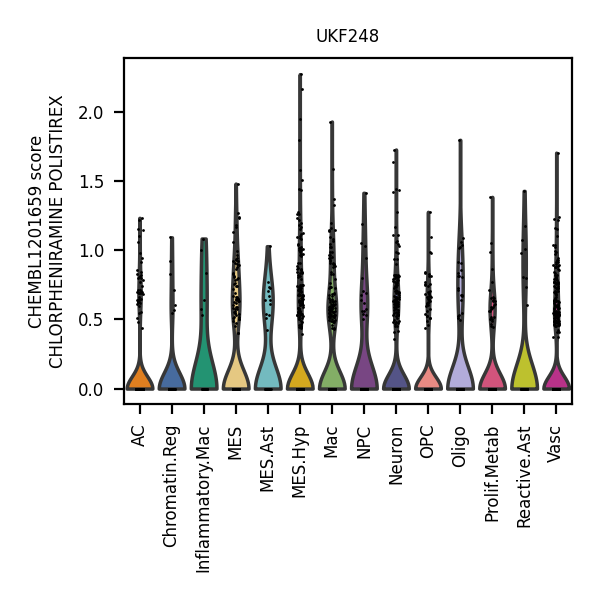 UKF248
CHEMBL1201659 score
CHLORPHENIRAMINE POLISTIREX
2.0
1.5
1.0
0.5
0.0
AC
Chromatin.Reg
Inflammatory.Mac
MES
MES.Ast
MES.Hyp
Mac
NPC
Neuron
OPC
Oligo
Prolif.Metab
Reactive.Ast
Vasc